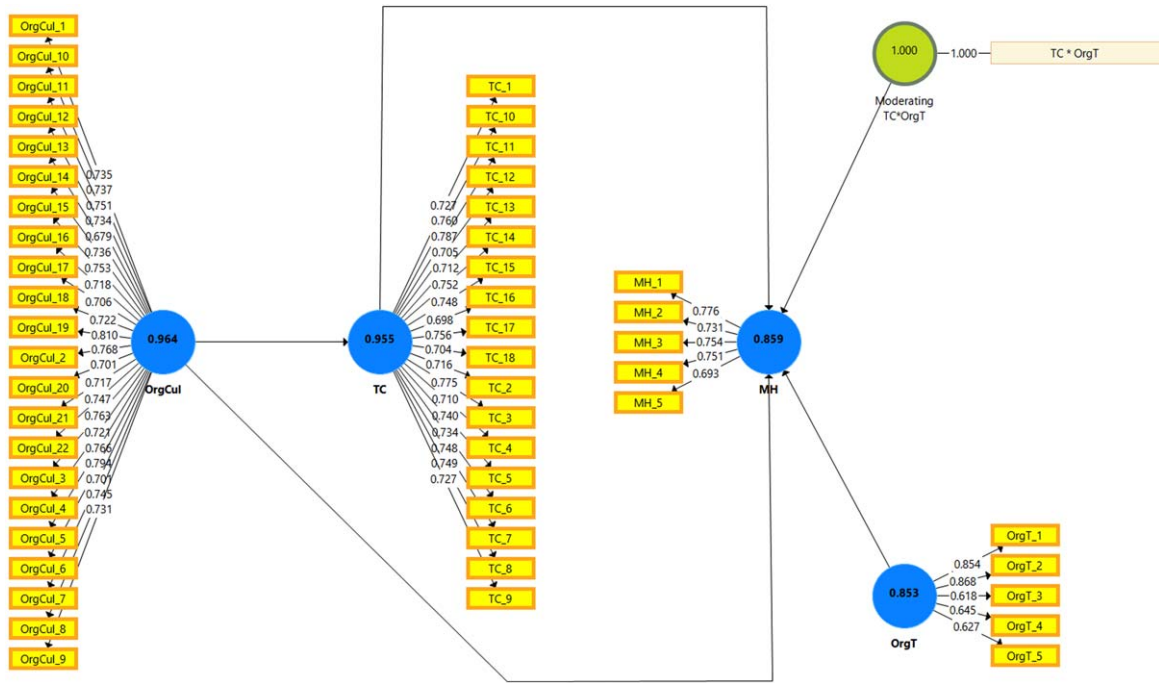 OrgCul_1
OrgCul_10
OrgCul_11
OrgCul_12
OrgCul_13
OrgCul_14
OrgCul_15
OrgCul_16
OrgCul_17
OrgCul_18
OrgCul_19
OrgCul_2
OrgCul_20
OrgCul_21
OrgCul_22
OrgCul_3
OrgCul_4
OrgCul_5
OrgCul_6
OrgCul_7
OrgCul_8
OrgCul_9
0.735
0.737
0.751
0.734
0.679
0.736
0.753
0.718
0.706
0.722
0.810
0.768
0.701
0.717
0.747
0.763
0.721
0.766
0.794
0.701
0.745
0.731
0.964
OrgCul
0.955
TC
0.727
0.760
0.787
0.705
0.712
0.752
0.748
0.698
0.756
0.704
0.716
0.775
0.710
0.740
0.734
0.748
0.749
0.727
TC_1
TC_10
TC_11
TC_12
TC_13
TC_14
TC_15
TC_16
TC_17
TC_18
TC_2
TC_3
TC_4
TC_5
TC_6
TC_7
TC_8
TC_9
MH_1
MH_2
MH_3
MH_4
MH_5
0.776
0.731
0.754
0.751
0.693
0.859
MH
1.000
1.000
TC * OrgT
Moderating
TC*OrgT
0.853
OrgT
0.854
0.868
0.618
0.645
0.627
OrgT_1
OrgT_2
OrgT_3
OrgT_4
OrgT_5